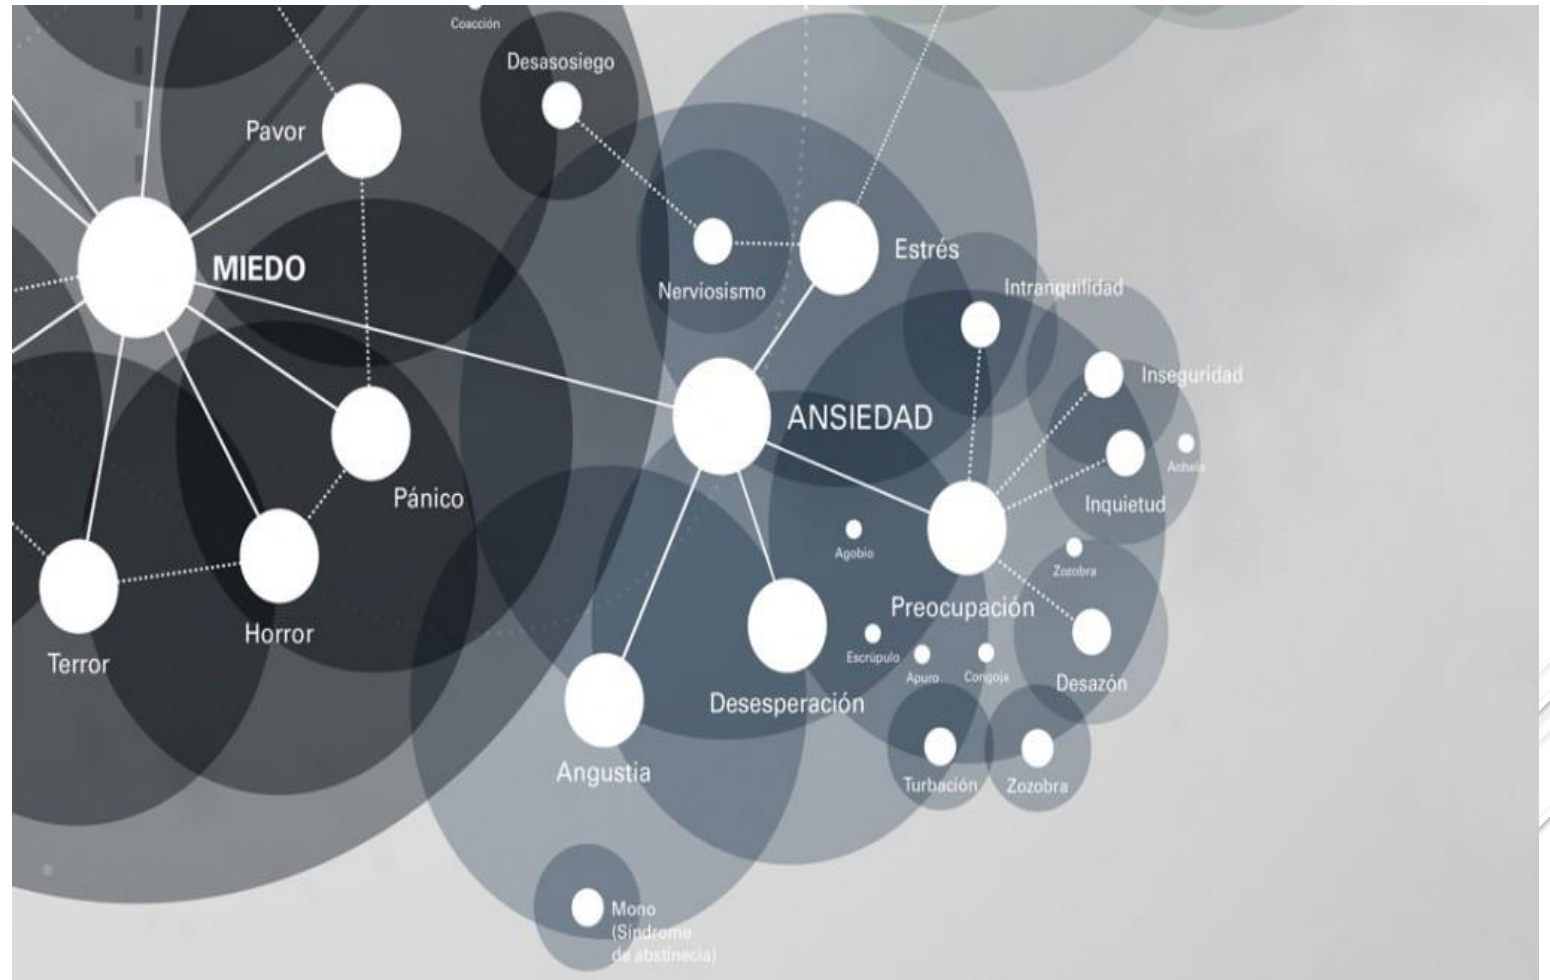 Coacción
Desasosiego
Pavor
Estrés
MIEDO
Nerviosismo
Intranquilidad
Inseguridad
ANSIEDAD
Anhelo
Pánico
Inquietud
Agobio
Zozobra
Preocupación
Horror
Escrúpulo
Terror
Apuro
Congoja
Desazón
Desesperación
Angustia
Turbación
Zozobra
Mono
(Síndrome
de abstinecia)